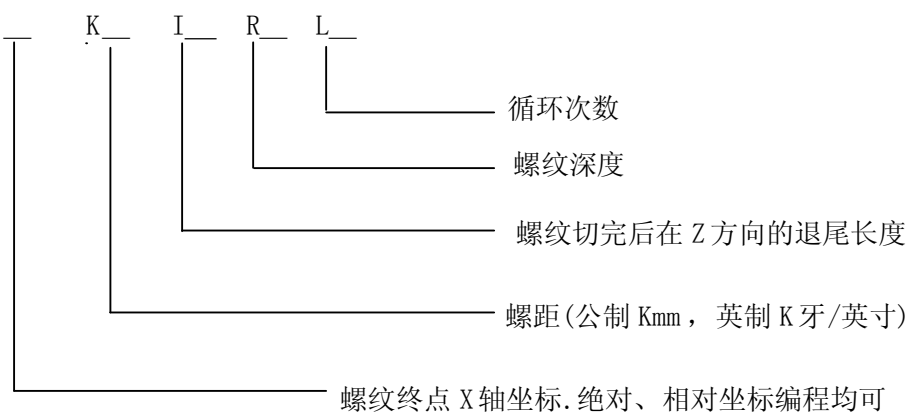 __ K__ I__ R__ L__
循环次数
螺纹深度
螺纹切完后在 Z 方向的退尾长度
螺距(公制 Kmm，英制 K 牙/英寸)
螺纹终点 X 轴坐标.绝对、相对坐标编程均可